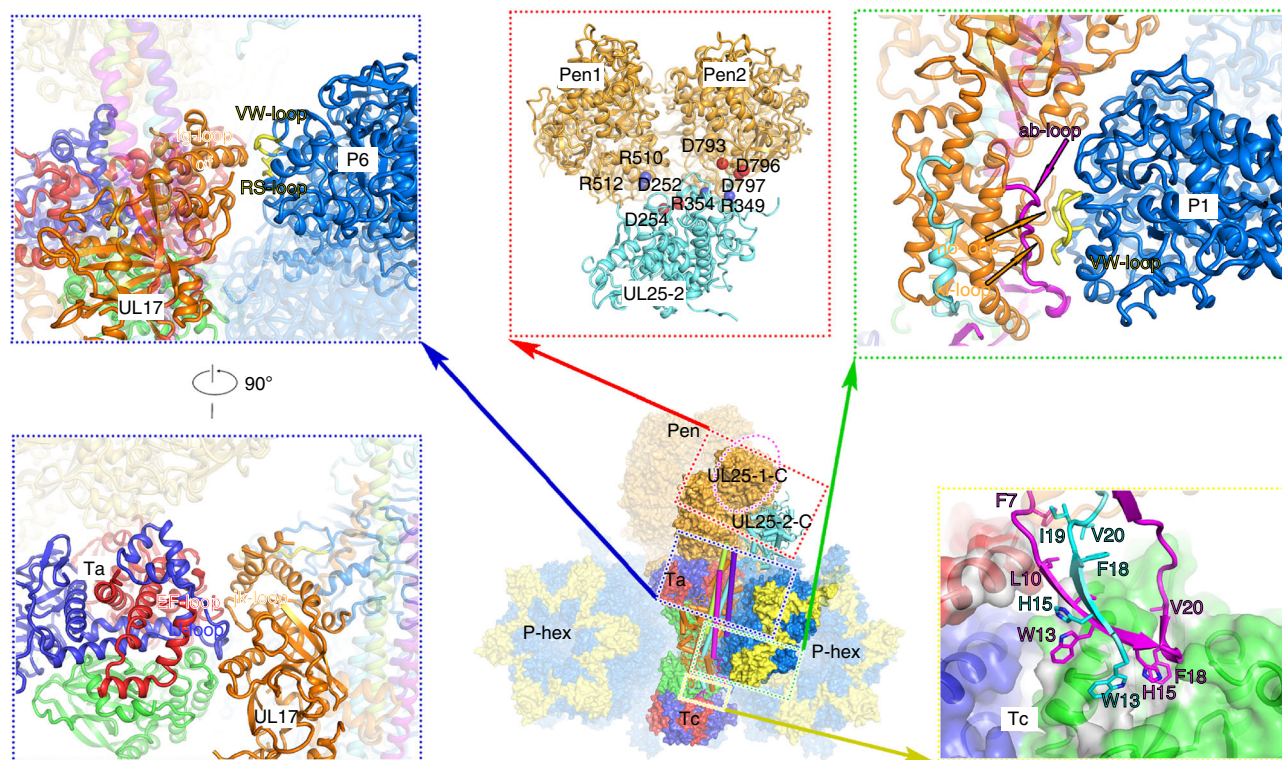 VW-loop
P6
RS-loop
UL17
90°
Ta
EF-loop
UL17
Pen1
Pen2
D793
R510
D796
R512
D252
D797
R354
R349
D254
UL25-2
ab-loop
P1
VW-loop
Pen
UL25-1-C
UL25-2-C
Ta
P-hex
P-hex
Tc
F7
I19
V20
F18
L10
H15
V20
W13
F18
H15
W13
Tc